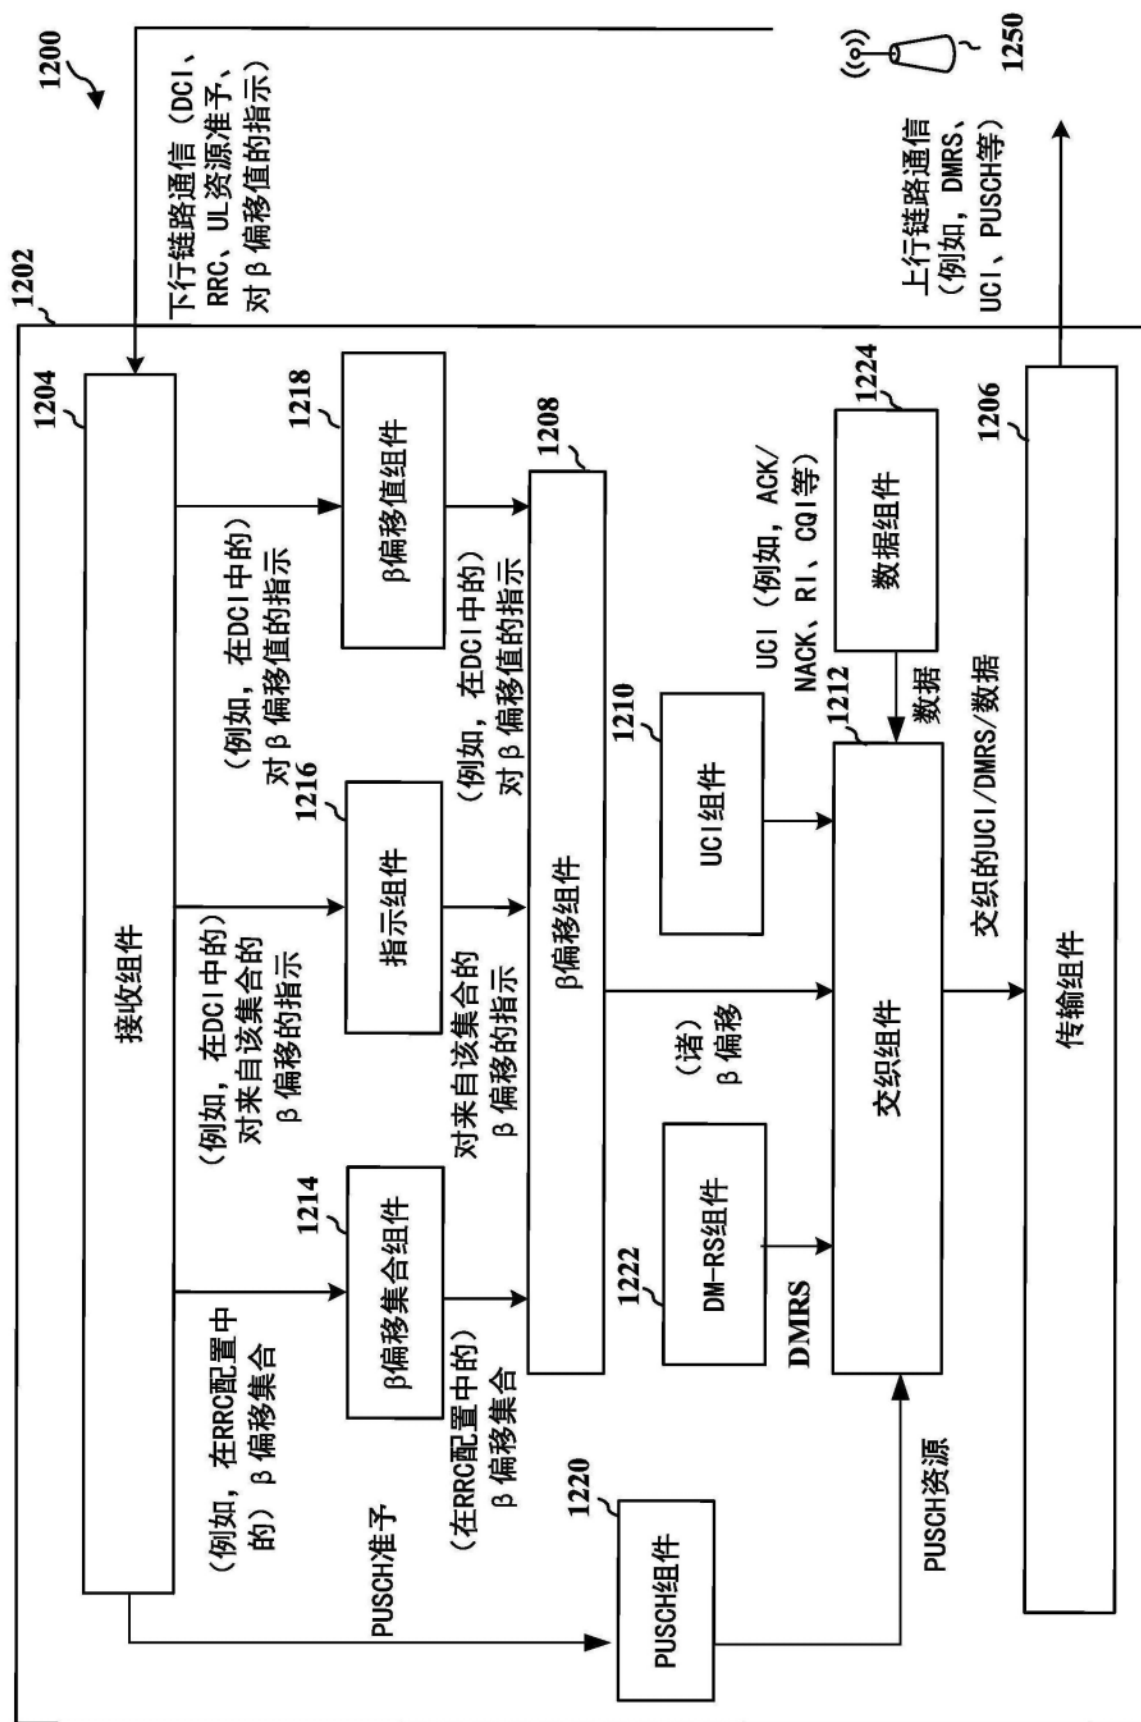 1200
1202
下行链路通信（DCI、
RRC、UL资源准予、
对β偏移值的指示）
1250
上行链路通信
（例如，DMRS、
UCI、PUSCH等）
1204
接收组件
（例如，在RRC配置中
的）β偏移集合
（例如，在DCI中的）
对来自该集合的
β偏移的指示
（例如，在DCI中的）
对β偏移值的指示
PUSCH准予
1214
β偏移集合组件
1216
指示组件
1218
β偏移值组件
（在RRC配置中的）
β偏移集合
对来自该集合的
β偏移的指示
（例如，在DCI中的）
对β偏移值的指示
1208
β偏移组件
1220
PUSCH组件
1222
DM-RS组件
DMRS
（诸）
β偏移
1210
UCI组件
UCI（例如，ACK/
NACK、RI、CQI等）
1224
数据组件
数据
1212
交织组件
PUSCH资源
交织的UCI/DMRS/数据
1206
传输组件